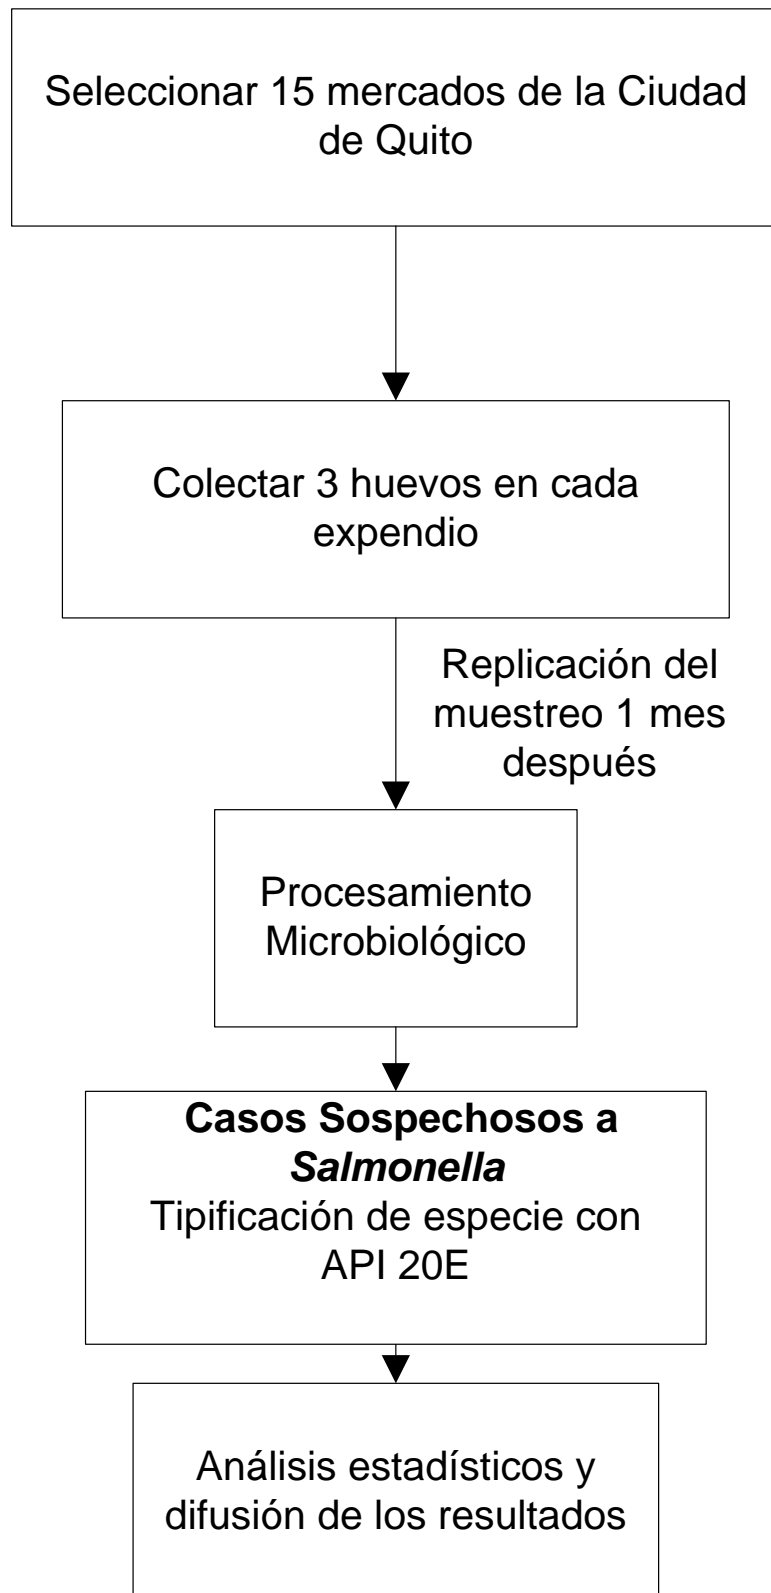 Seleccionar 15 mercados de la Ciudad
de Quito
Colectar 3 huevos en cada
expendio
Replicación del
muestreo 1 mes
después
Procesamiento
Microbiológico
Casos Sospechosos a
Salmonella
Tipificación de especie con
API 20E
Análisis estadísticos y
difusión de los resultados